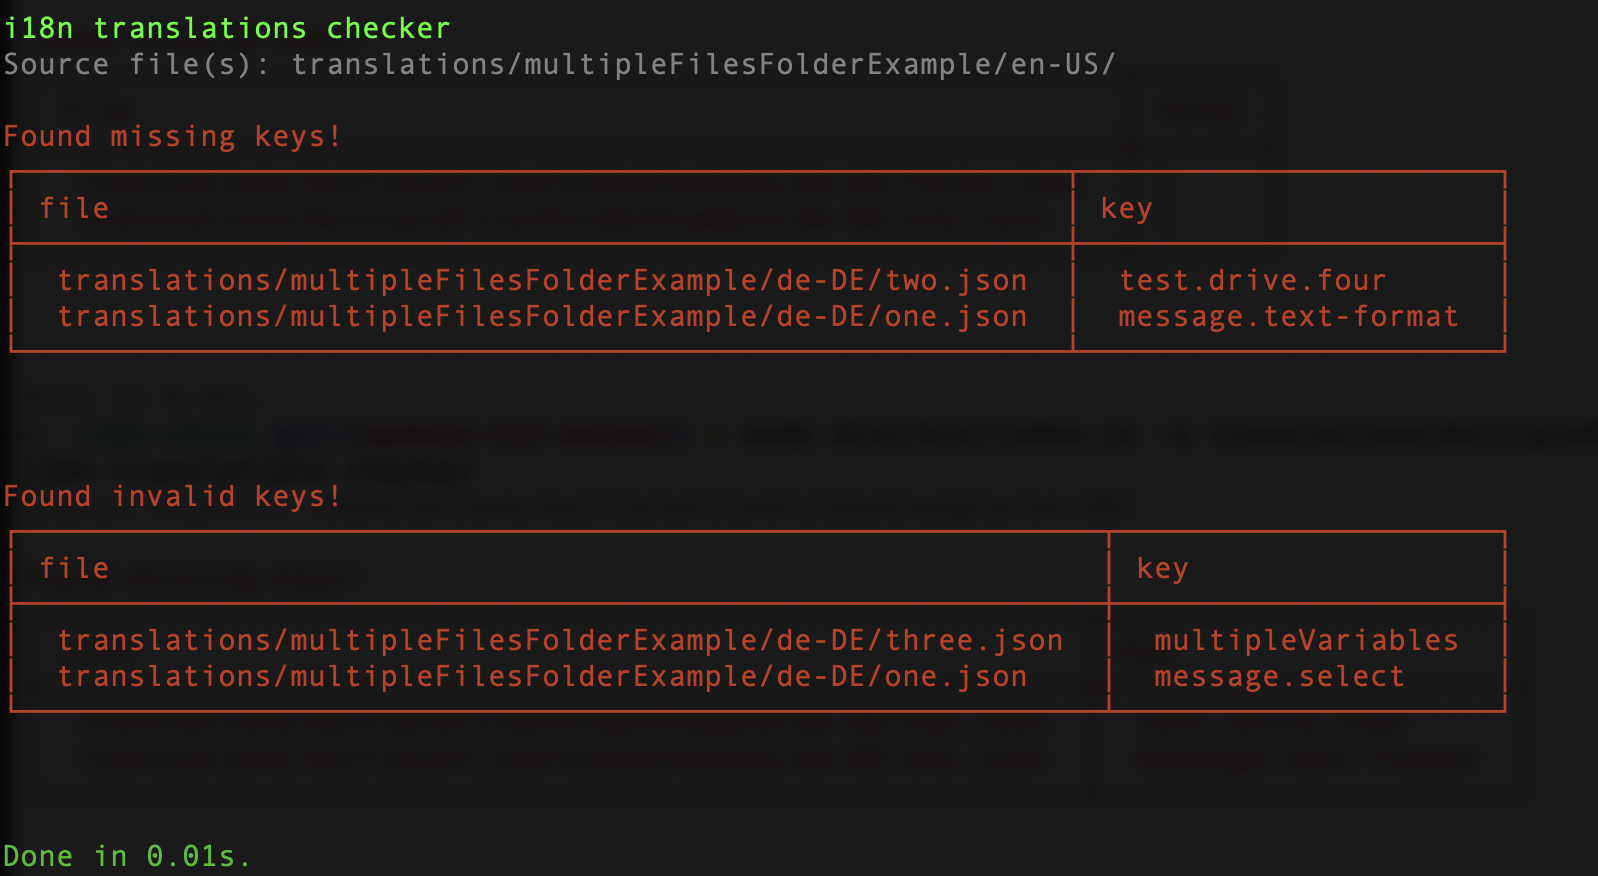 i18n translations checker
Source file(s): translations/multipleFilesFolderExample/en-US/
Found missing keys!
file key
translations/multipleFilesFolderExample/de-DE/two.json test.drive.four
translations/multipleFilesFolderExample/de-DE/one.json message.text-format
Found invalid keys!
file key
translations/multipleFilesFolderExample/de-DE/three.json multipleVariables
translations/multipleFilesFolderExample/de-DE/one.json message.select
Done in 0.01s.